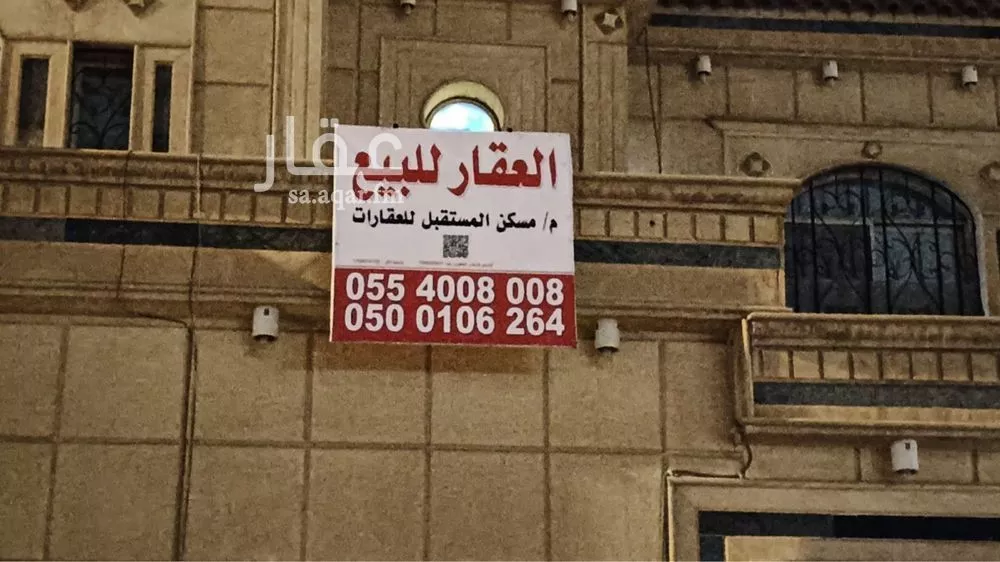 العقار للبيع
م/ مسكن المستقبل للعقارات
055 4008 008
050 0106 264
عقار
sa.aqar.fm